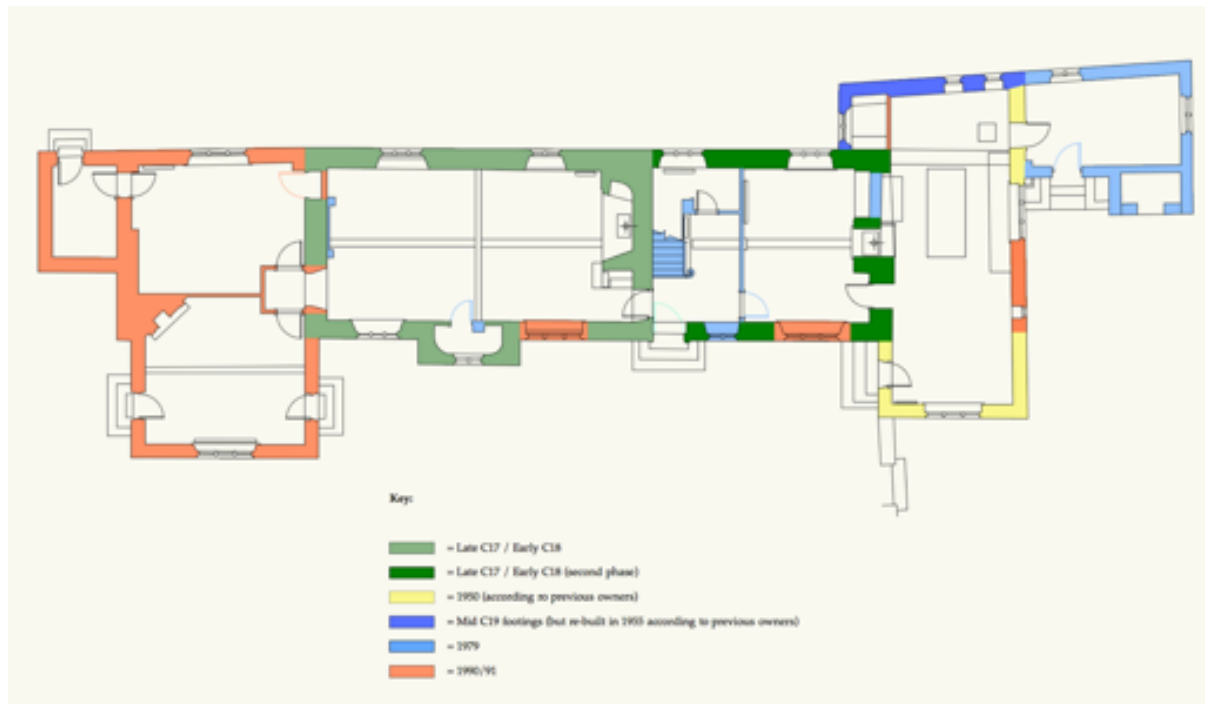 Key:
= Late C17 / Early C18
= Late C17 / Early C18 (second phase)
= 1950 (according ro previous owners)
= Mid C19 footings (but re-built in 1955 according to previous owners)
= 1979
= 1990/91